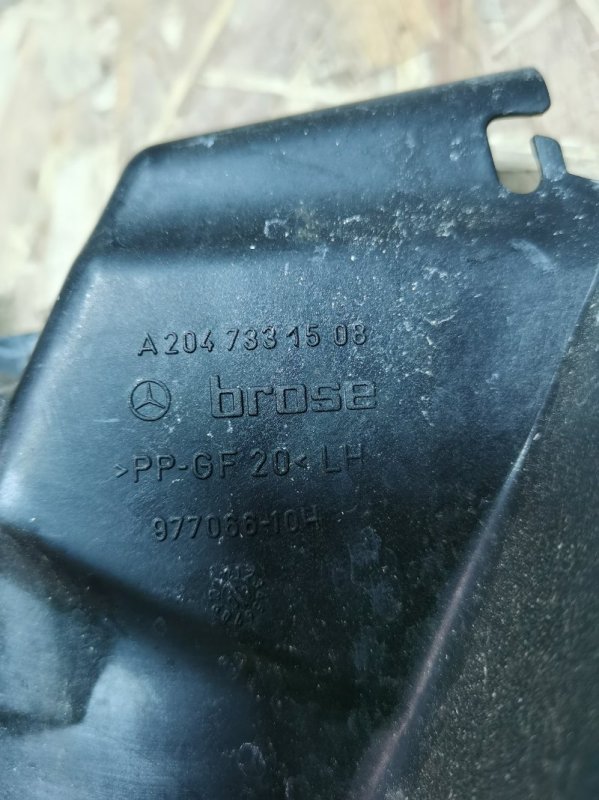 A 204 733 15 08
brose
>PP-GF 20< LH
977066-10H